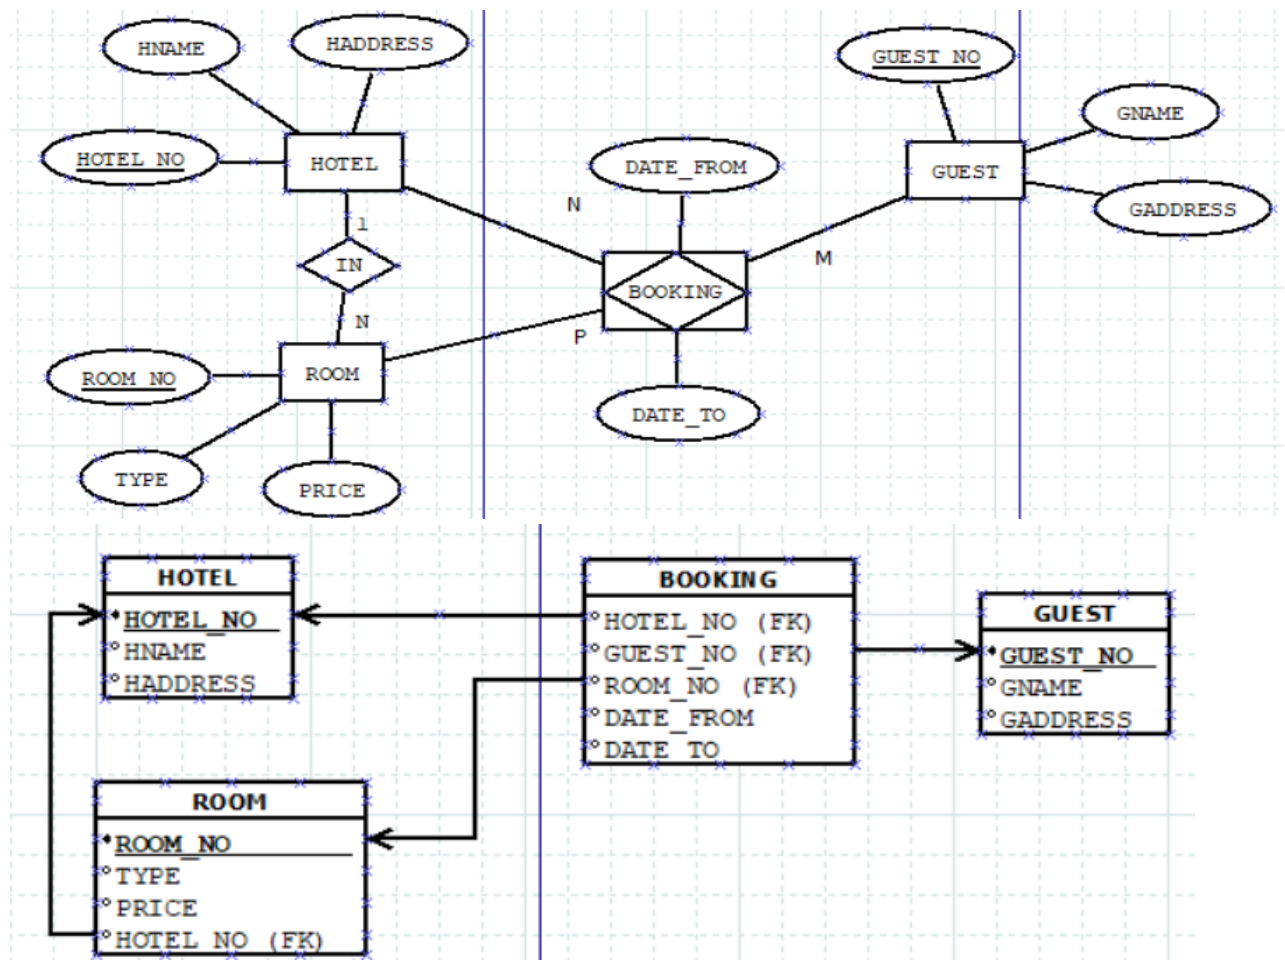 HNAME
HADDRESS
GUEST_NO
GNAME
HOTEL_NO
HOTEL
DATE_FROM
GUEST
GADDRESS
N
1
M
IN
BOOKING
N
P
ROOM_NO
ROOM
DATE_TO
TYPE
PRICE
HOTEL
HOTEL_NO
HNAME
HADDRESS
BOOKING
HOTEL_NO (FK)
GUEST_NO (FK)
ROOM_NO (FK)
DATE_FROM
DATE_TO
GUEST
GUEST_NO
GNAME
GADDRESS
ROOM
ROOM_NO
TYPE
PRICE
HOTEL_NO (FK)